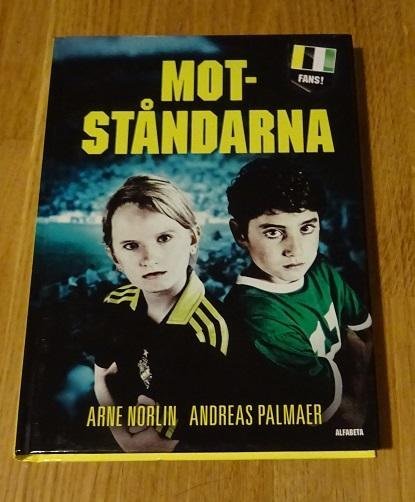 FANS!
MOT-
STÅNDARNA
ARNE NORLIN ANDREAS PALMAER
ALFABETA